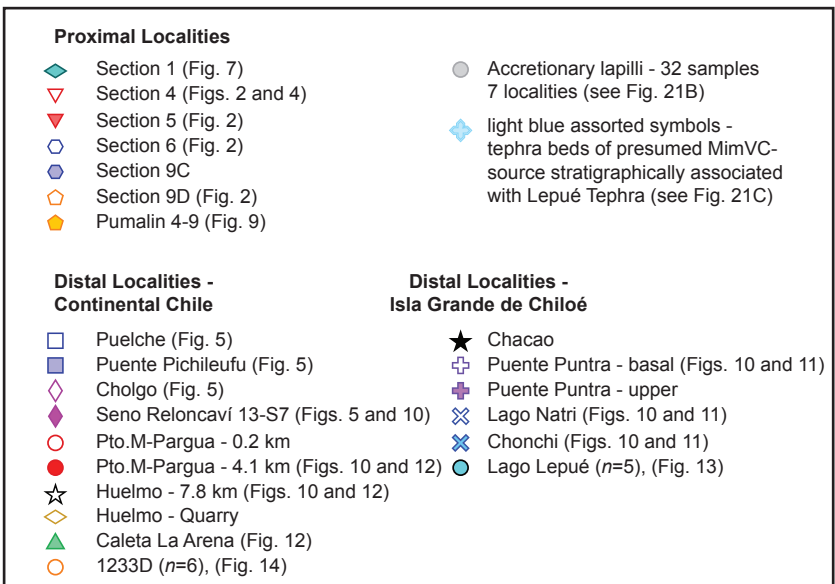 Proximal Localities
Section 1 (Fig. 7)
Section 4 (Figs. 2 and 4)
Section 5 (Fig. 2)
Section 6 (Fig. 2)
Section 9C
Section 9D (Fig. 2)
Pumalin 4-9 (Fig. 9)
Accretionary lapilli - 32 samples
7 localities (see Fig. 21B)
light blue assorted symbols -
tephra beds of presumed MimVC-
source stratigraphically associated
with Lepué Tephra (see Fig. 21C)
Distal Localities -
Continental Chile
Puelche (Fig. 5)
Puente Pichileufu (Fig. 5)
Cholgo (Fig. 5)
Seno Reloncaví 13-S7 (Figs. 5 and 10)
Pto.M-Pargua - 0.2 km
Pto.M-Pargua - 4.1 km (Figs. 10 and 12)
Huelmo - 7.8 km (Figs. 10 and 12)
Huelmo - Quarry
Caleta La Arena (Fig. 12)
1233D (n=6), (Fig. 14)
Distal Localities -
Isla Grande de Chiloé
Chacao
Puente Puntra - basal (Figs. 10 and 11)
Puente Puntra - upper
Lago Natri (Figs. 10 and 11)
Chonchi (Figs. 10 and 11)
Lago Lepué (n=5), (Fig. 13)